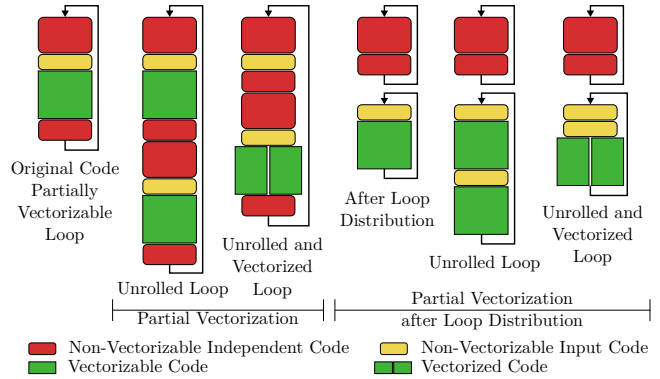 Original Code
Partially
Vectorizable
Loop
Unrolled Loop
Unrolled and
Vectorized
Loop
After Loop
Distribution
Unrolled Loop
Unrolled and
Vectorized
Loop
Partial Vectorization
Partial Vectorization
after Loop Distribution
Non-Vectorizable Independent Code
Non-Vectorizable Input Code
Vectorizable Code
Vectorized Code